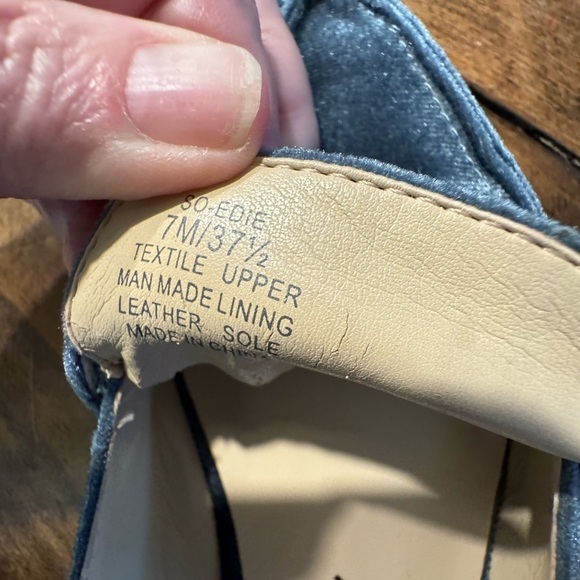 SO-EDIE
7M/37½
TEXTILE UPPER
MAN MADE LINING
LEATHER SOLE
MADE IN CHINA